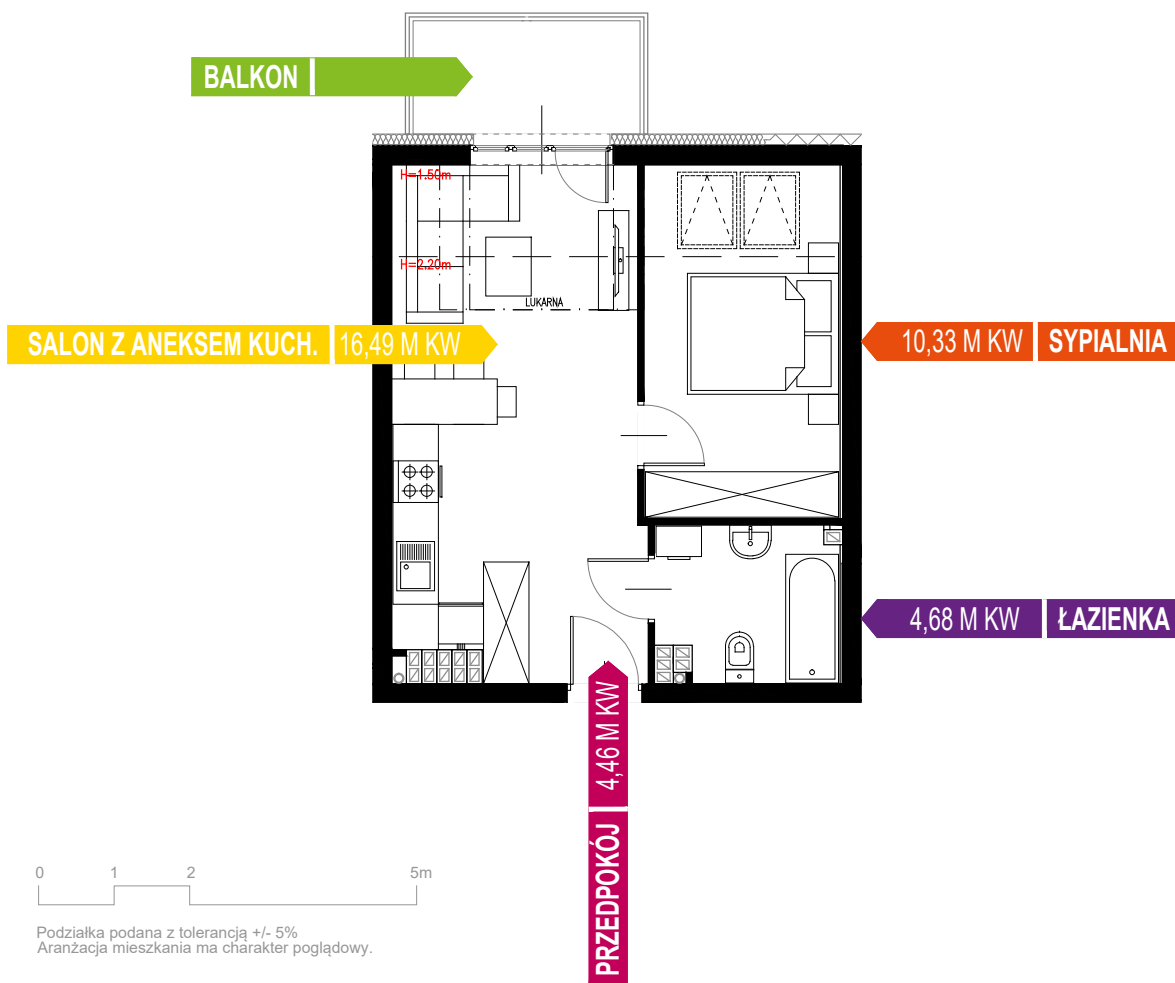 BALKON
H=1.50m
H=2.20m
LUKARNA
SALON Z ANEKSEM KUCH. 16,49 M KW
10,33 M KW SYPIALNIA
4,68 M KW ŁAZIENKA
PRZEDPOKÓJ 4,46 M KW
0 1 2 5m
Podziałka podana z tolerancją +/- 5%
Aranżacja mieszkania ma charakter poglądowy.